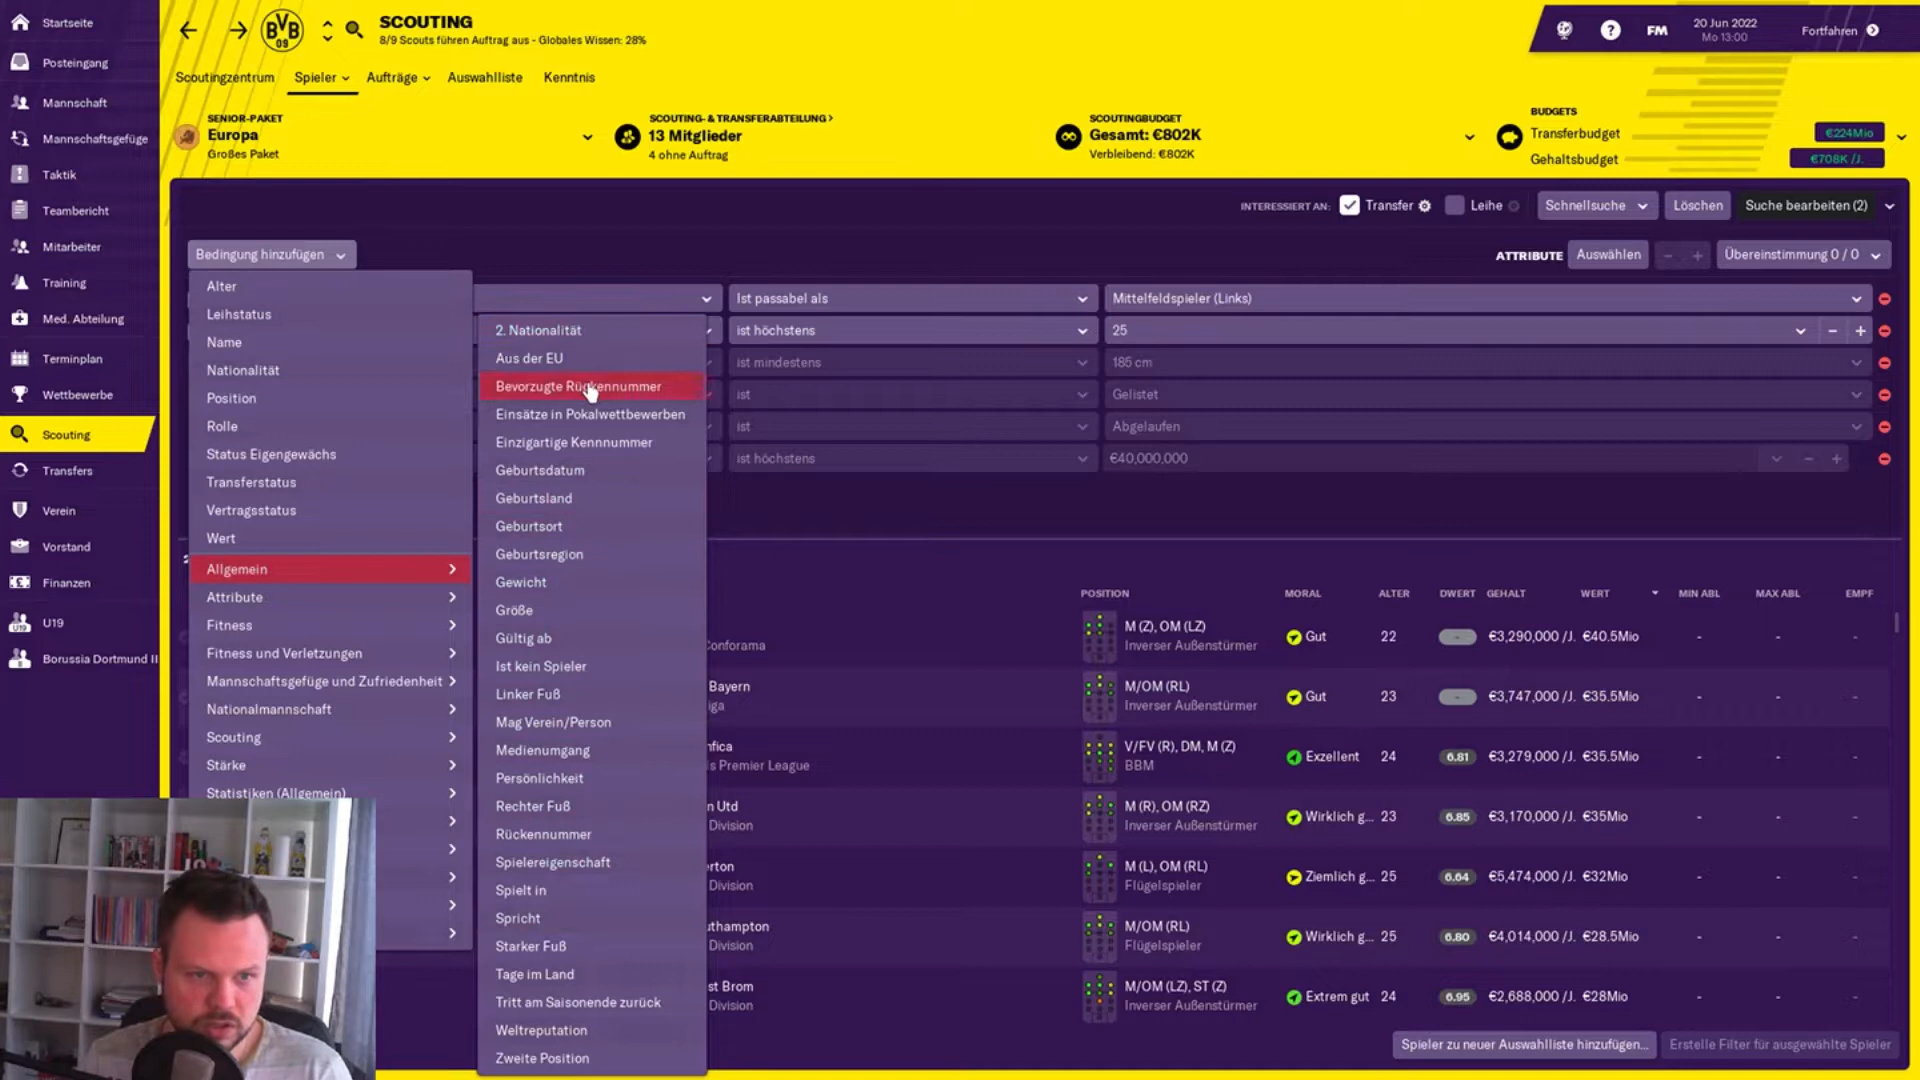 Startseite
Posteingang
Mannschaft
Mannschaftsgefüge
Taktik
Teambericht
Mitarbeiter
Training
Med. Abteilung
Terminplan
Wettbewerbe
Scouting
Transfers
Verein
Vorstand
Finanzen
U19
Borussia Dortmund II
BVB 09
SCOUTING
8/9 Scouts führen Auftrag aus - Globales Wissen: 28%
FM
20 Jun 2022
Mo 13:00
Fortfahren
Scoutingzentrum Spieler Aufträge Auswahlliste Kenntnis
SENIOR-PAKET
Europa
Großes Paket
SCOUTING- & TRANSFERABTEILUNG >
13 Mitglieder
4 ohne Auftrag
SCOUTINGBUDGET
Gesamt: €802K
Verbleibend: €802K
BUDGETS
Transferbudget €224Mio
Gehaltsbudget €708K /J.
INTERESSIERT AN: Transfer Leihe Schnellsuche Löschen Suche bearbeiten (2)
Bedingung hinzufügen
ATTRIBUTE Auswählen - + Übereinstimmung 0 / 0
Alter
Leihstatus
Name
Nationalität
Position
Rolle
Status Eigengewächs
Transferstatus
Vertragsstatus
Wert
Allgemein
Attribute
Fitness
Fitness und Verletzungen
Mannschaftsgefüge und Zufriedenheit
Nationalmannschaft
Scouting
Stärke
Statistiken (Allgemein)
2. Nationalität
Aus der EU
Bevorzugte Rückennummer
Einsätze in Pokalwettbewerben
Einzigartige Kennnummer
Geburtsdatum
Geburtsland
Geburtsort
Geburtsregion
Gewicht
Größe
Gültig ab
Ist kein Spieler
Linker Fuß
Mag Verein/Person
Medienumgang
Persönlichkeit
Rechter Fuß
Rückennummer
Spielereigenschaft
Spielt in
Spricht
Starker Fuß
Tage im Land
Tritt am Saisonende zurück
Weltreputation
Zweite Position
Ist passabel als Mittelfeldspieler (Links)
ist höchstens 25 - +
ist mindestens 185 cm
ist Gelistet
ist Abgelaufen
ist höchstens €40,000,000 - +
POSITION MORAL ALTER DWERT GEHALT WERT MIN ABL MAX ABL EMPF
M (Z), OM (LZ)
Conforama Inverser Außenstürmer Gut 22 - €3,290,000 /J. €40.5Mio - - -
Bayern M/OM (RL)
iga Inverser Außenstürmer Gut 23 - €3,747,000 /J. €35.5Mio - - -
nfica V/FV (R), DM, M (Z)
s Premier League BBM Exzellent 24 6.81 €3,279,000 /J. €35.5Mio - - -
n Utd M (R), OM (RZ)
Division Inverser Außenstürmer Wirklich g... 23 6.85 €3,170,000 /J. €35Mio - - -
erton M (L), OM (RL)
Division Flügelspieler Ziemlich g... 25 6.64 €5,474,000 /J. €32Mio - - -
uthampton M/OM (RL)
Division Flügelspieler Wirklich g... 25 6.80 €4,014,000 /J. €28.5Mio - - -
st Brom M/OM (LZ), ST (Z)
Division Inverser Außenstürmer Extrem gut 24 6.95 €2,688,000 /J. €28Mio - - -
Spieler zu neuer Auswahlliste hinzufügen... Erstelle Filter für ausgewählte Spieler